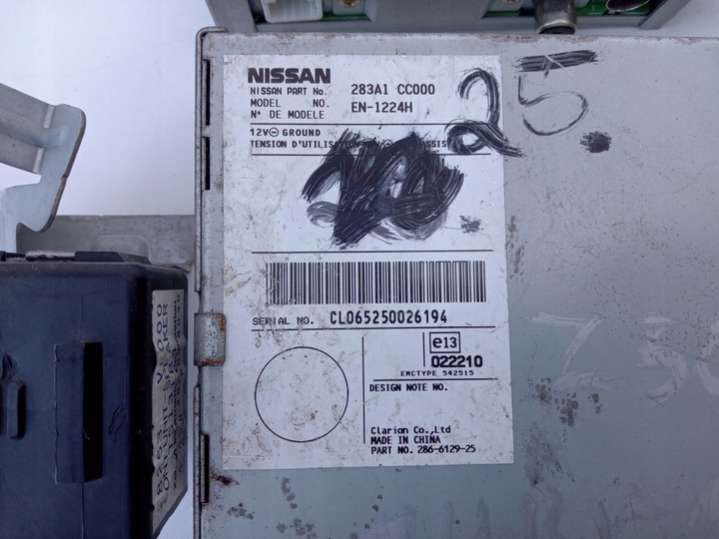 NISSAN
NISSAN PART No. 283A1 CC000
MODEL NO. EN-1224H
N° DE MODELE
25.
12V⊖ GROUND
TENSION D'UTILISATION
SERIAL NO. CL065250026194
e13
022210
EMCTYPE 542515
DESIGN NOTE NO.
Clarion Co.,Ltd
MADE IN CHINA
PART NO. 286-6129-25